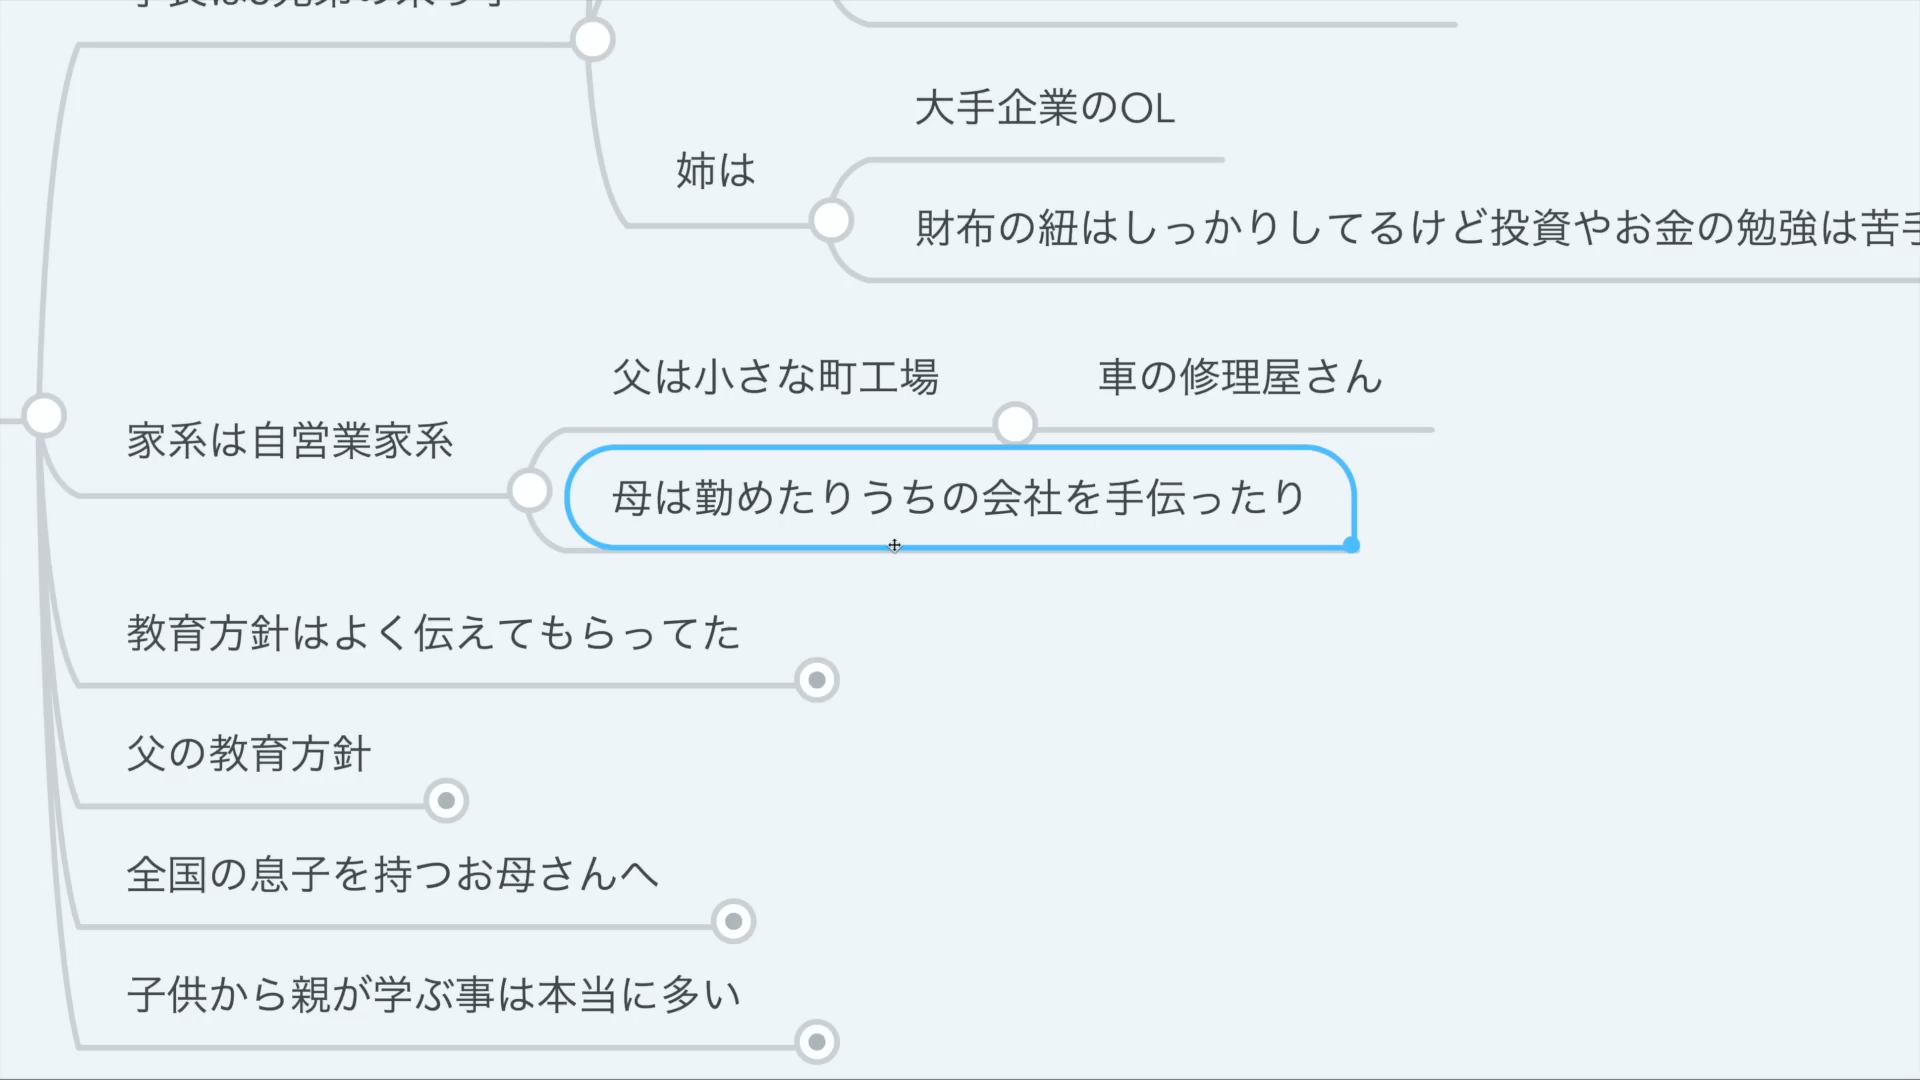 大手企業のOL
姉は
財布の紐はしっかりしてるけど投資やお金の勉強は苦手
父は小さな町工場
車の修理屋さん
家系は自営業家系
母は勤めたりうちの会社を手伝ったり
教育方針はよく伝えてもらってた
父の教育方針
全国の息子を持つお母さんへ
子供から親が学ぶ事は本当に多い